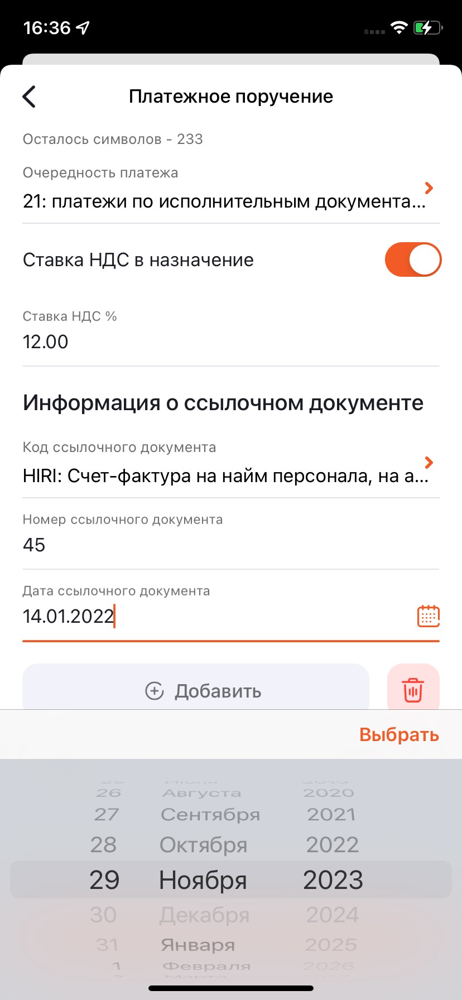 16:36
Платежное поручение
Осталось символов - 233
Очередность платежа
21: платежи по исполнительным документа...
Ставка НДС в назначение
Ставка НДС %
12.00
Информация о ссылочном документе
Код ссылочного документа
HIRI: Счет-фактура на найм персонала, на а...
Номер ссылочного документа
45
Дата ссылочного документа
14.01.2022
Добавить
Выбрать
26 Августа 2020
27 Сентября 2021
28 Октября 2022
29 Ноября 2023
30 Декабря 2024
31 Января 2025
1 Февраля 2026